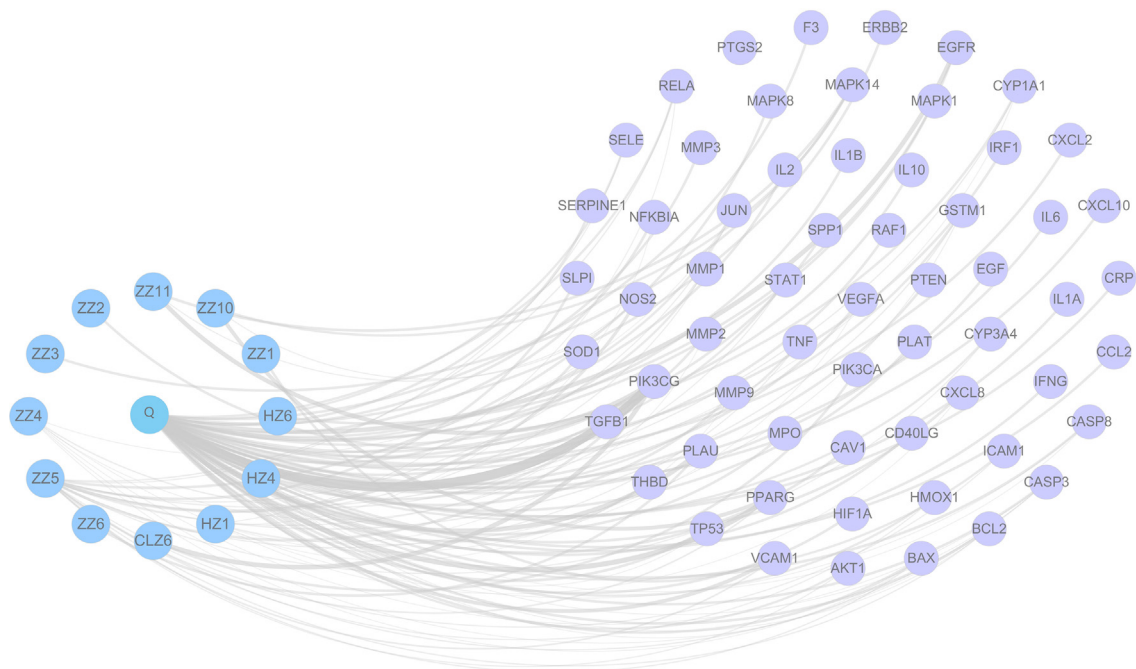 F3
ERBB2
PTGS2
EGFR
RELA
MAPK14
CYP1A1
MAPK8
MAPK1
SELE
MMP3
IL1B
IRF1
CXCL2
IL2
IL10
SERPINE1
NFKBIA
JUN
GSTM1
CXCL10
SPP1
RAF1
IL6
SLPI
MMP1
STAT1
PTEN
EGF
CRP
NOS2
VEGFA
IL1A
ZZ11
ZZ10
ZZ2
MMP2
TNF
PLAT
CYP3A4
ZZ3
ZZ1
SOD1
CCL2
PIK3CG
PIK3CA
IFNG
MMP9
CXCL8
Q
HZ6
ZZ4
TGFB1
MPO
CD40LG
CASP8
PLAU
CAV1
ICAM1
ZZ5
HZ4
THBD
CASP3
PPARG
HMOX1
HIF1A
ZZ6
HZ1
TP53
BCL2
CLZ6
VCAM1
BAX
AKT1